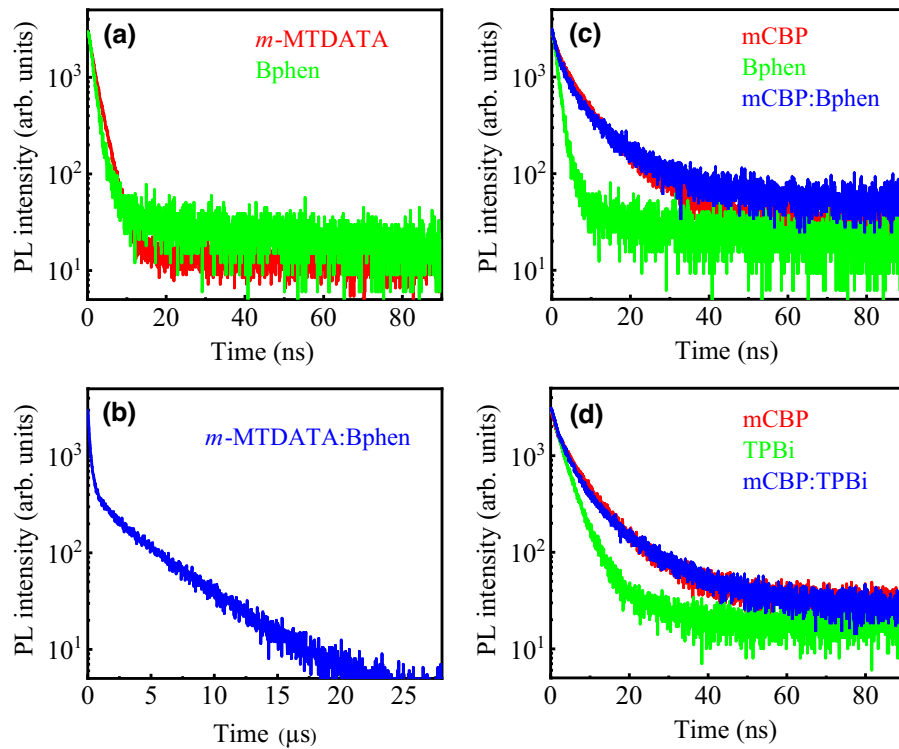 (a)
m-MTDATA
Bphen
PL intensity (arb. units)
10³
10²
10¹
0 20 40 60 80
Time (ns)
(c)
mCBP
Bphen
mCBP:Bphen
PL intensity (arb. units)
10³
10²
10¹
0 20 40 60 80
Time (ns)
(b)
m-MTDATA:Bphen
PL intensity (arb. units)
10³
10²
10¹
0 5 10 15 20 25
Time (μs)
(d)
mCBP
TPBi
mCBP:TPBi
PL intensity (arb. units)
10³
10²
10¹
0 20 40 60 80
Time (ns)